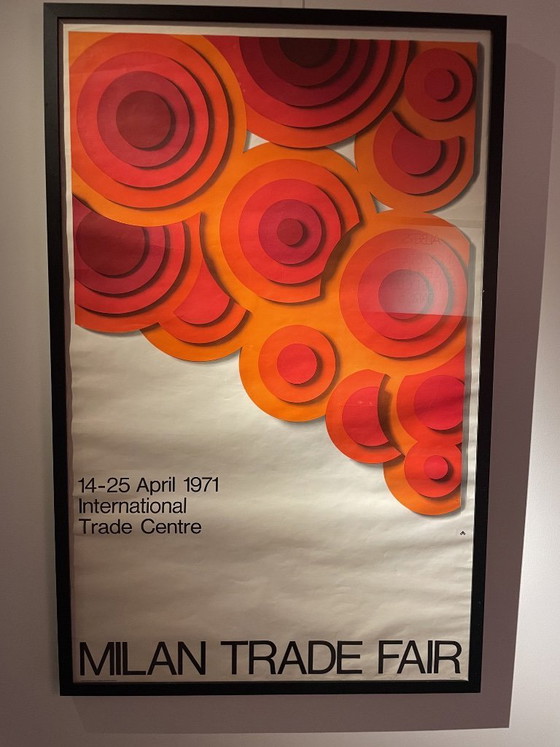 14-25 April 1971
International
Trade Centre
MILAN TRADE FAIR